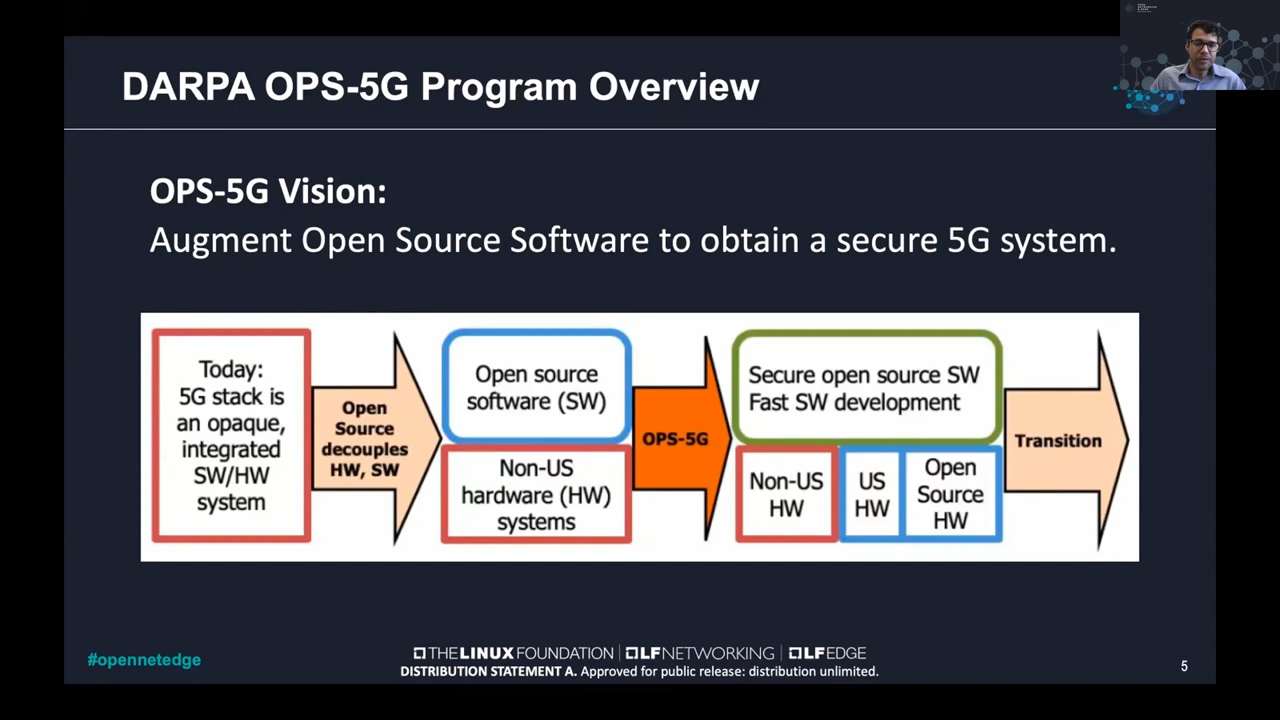 DARPA OPS-5G Program Overview
OPS-5G Vision:
Augment Open Source Software to obtain a secure 5G system.
Today:
5G stack is
an opaque,
integrated
SW/HW
system
Open
Source
decouples
HW, SW
Open source
software (SW)
Non-US
hardware (HW)
systems
OPS-5G
Secure open source SW
Fast SW development
Non-US
HW
US
HW
Open
Source
HW
Transition
#opennetedge
THE LINUX FOUNDATION | LF NETWORKING | LF EDGE
DISTRIBUTION STATEMENT A. Approved for public release: distribution unlimited.
5